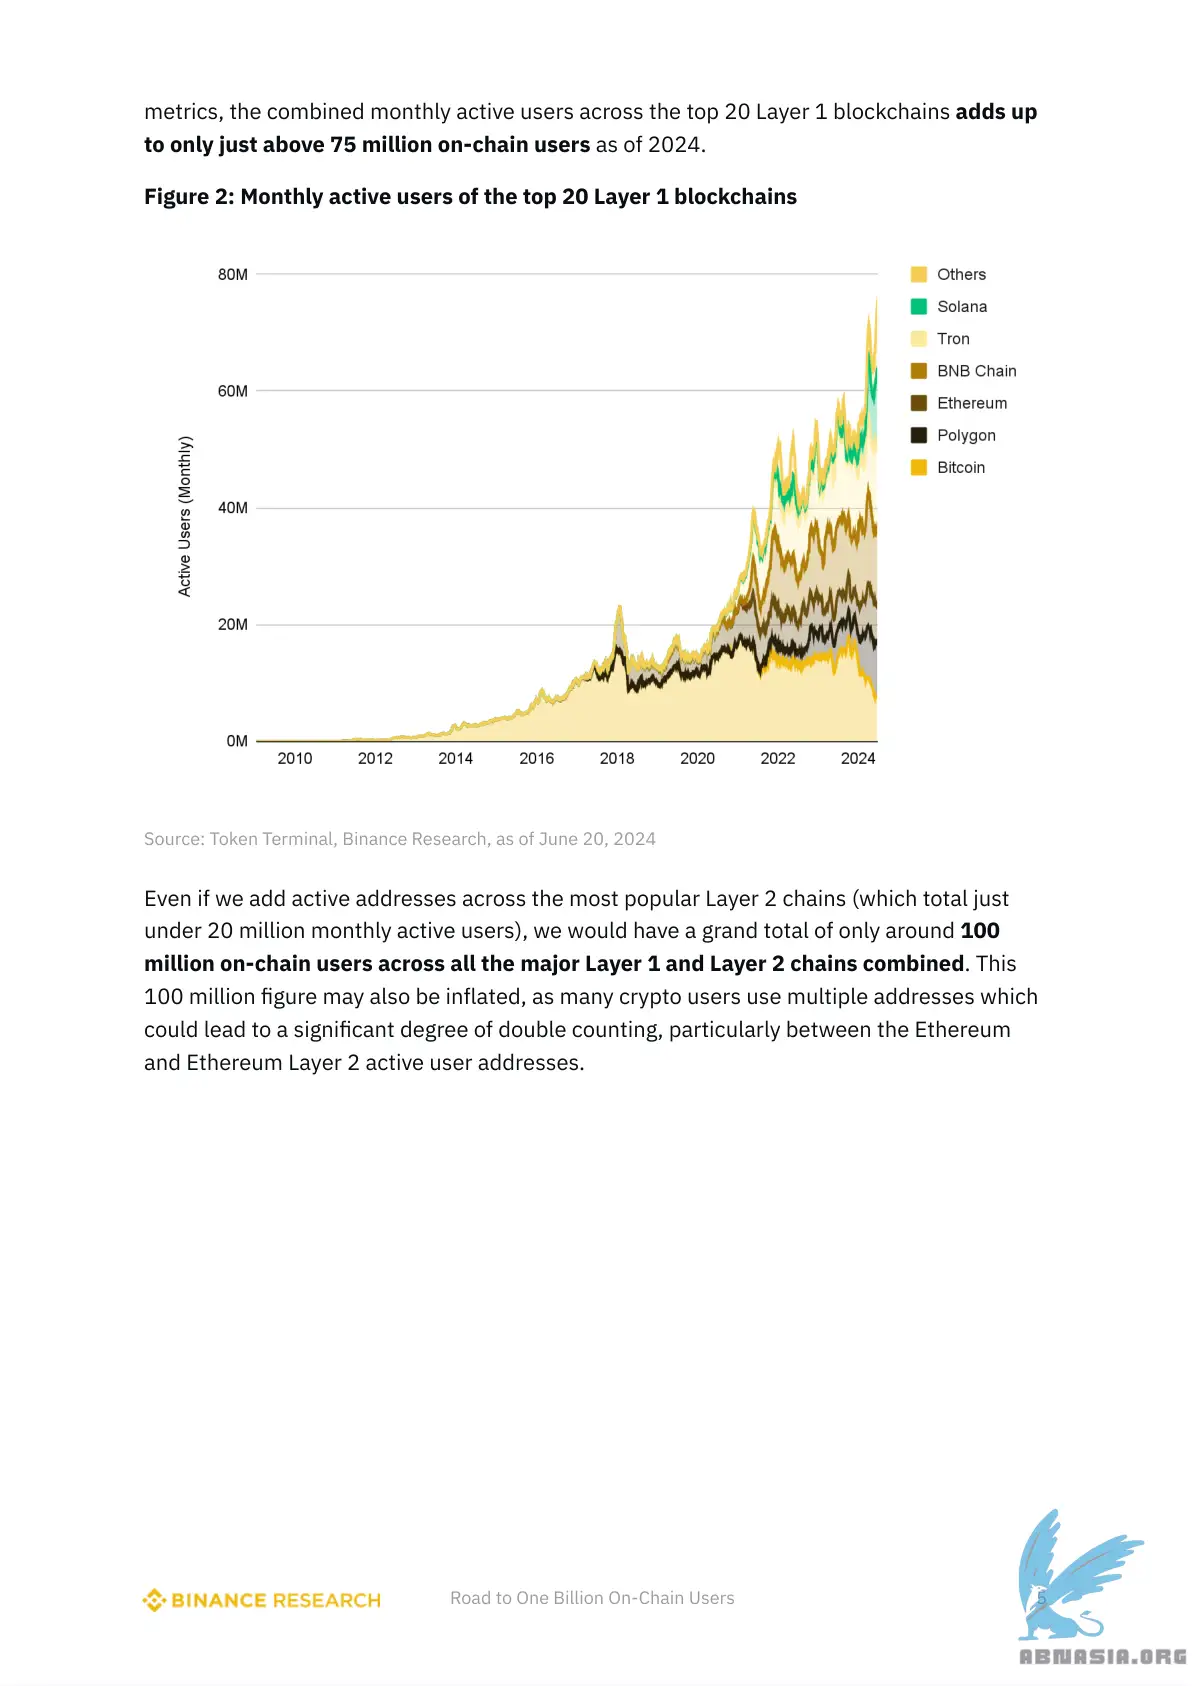 metrics, the combined monthly active users across the top 20 Layer 1 blockchains adds up
to only just above 75 million on-chain users as of 2024.
Figure 2: Monthly active users of the top 20 Layer 1 blockchains
80M
60M
40M
20M
0M
Active Users (Monthly)
2010 2012 2014 2016 2018 2020 2022 2024
Others
Solana
Tron
BNB Chain
Ethereum
Polygon
Bitcoin
Source: Token Terminal, Binance Research, as of June 20, 2024
Even if we add active addresses across the most popular Layer 2 chains (which total just
under 20 million monthly active users), we would have a grand total of only around 100
million on-chain users across all the major Layer 1 and Layer 2 chains combined. This
100 million figure may also be inflated, as many crypto users use multiple addresses which
could lead to a significant degree of double counting, particularly between the Ethereum
and Ethereum Layer 2 active user addresses.
BINANCE RESEARCH
Road to One Billion On-Chain Users
5
ABNASIA.ORG